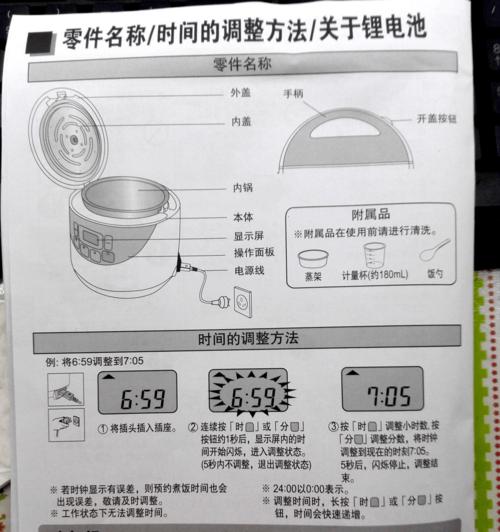 零件名称/时间的调整方法/关于锂电池
零件名称
外盖
手柄
内盖
开盖按钮
内锅
本体
显示屏
操作面板
电源线
附属品
※附属品在使用前请进行清洗。
蒸架
计量杯(约180mL)
饭勺
时间的调整方法
例: 将6:59调整到7:05
6:59
6:59
7:05
①将插头插入插座。
②连续按「时」或「分」
按钮约1秒后，显示屏内的时
间开始闪烁，进入调整状态。
(5秒内不调整，退出调整状态)
③按「时」调整小时数，按
「分」调整分数，将时钟
调整到现在的时刻7:05。
5秒后，闪烁停止，调整结
束。
※ 若时钟显示有误差，则预约煮饭时间也会
出现误差，敬请及时调整。
※ 工作状态下无法调整时间。
※ 24:00以0:00表示。
※ 调整时间时，长按「时」或「分」按
钮，时间会快速递增。